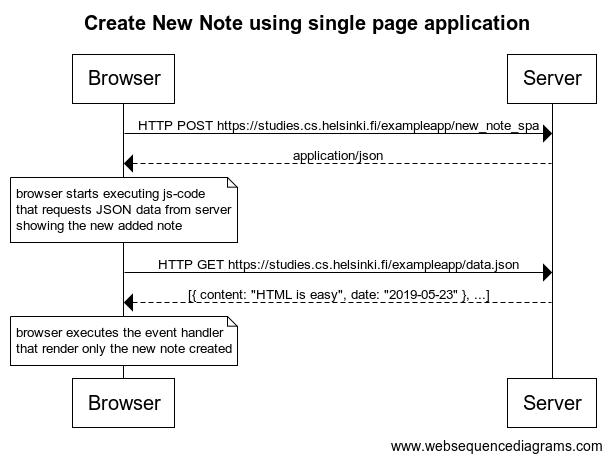 Create New Note using single page application
Browser
Server
HTTP POST https://studies.cs.helsinki.fi/exampleapp/new_note_spa
application/json
browser starts executing js-code
that requests JSON data from server
showing the new added note
HTTP GET https://studies.cs.helsinki.fi/exampleapp/data.json
[{ content: "HTML is easy", date: "2019-05-23" }, ...]
browser executes the event handler
that render only the new note created
Browser
Server
www.websequencediagrams.com